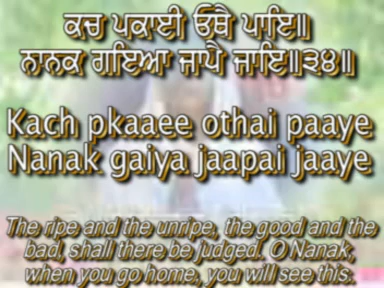 ਕਚ ਪਕਾਈ ਓਥੈ ਪਾਇ॥
ਨਾਨਕ ਗਇਆ ਜਾਪੈ ਜਾਇ॥੩੪॥
Kach pkaaee othai paaye
Nanak gaiya jaapai jaaye
The ripe and the unripe, the good and the
bad, shall there be judged. O Nanak,
when you go home, you will see this.